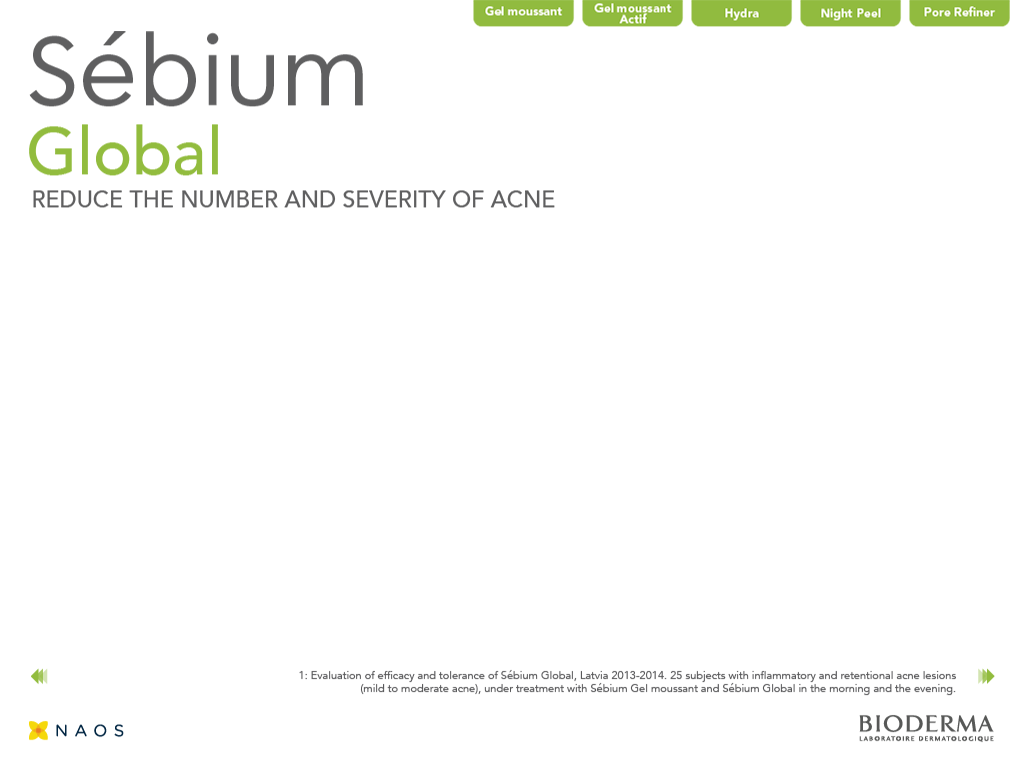 Gel moussant
Gel moussant
Actif
Hydra
Night Peel
Pore Refiner
Sébium
Global
REDUCE THE NUMBER AND SEVERITY OF ACNE
1: Evaluation of efficacy and tolerance of Sébium Global, Latvia 2013-2014. 25 subjects with inflammatory and retentional acne lesions
(mild to moderate acne), under treatment with Sébium Gel moussant and Sébium Global in the morning and the evening.
NAOS
BIODERMA
LABORATOIRE DERMATOLOGIQUE